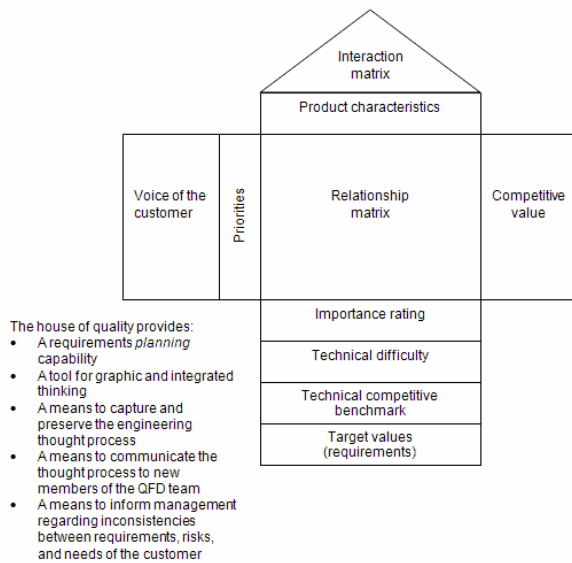 Interaction
matrix
Product characteristics
Voice of the
customer
Priorities
Relationship
matrix
Competitive
value
Importance rating
Technical difficulty
Technical competitive
benchmark
Target values
(requirements)
The house of quality provides:
• A requirements planning
capability
• A tool for graphic and integrated
thinking
• A means to capture and
preserve the engineering
thought process
• A means to communicate the
thought process to new
members of the QFD team
• A means to inform management
regarding inconsistencies
between requirements, risks,
and needs of the customer